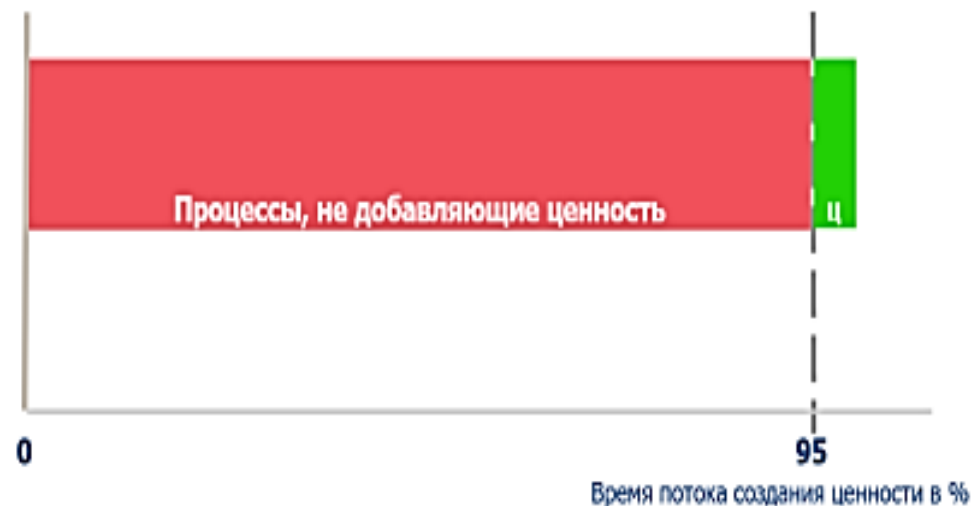 Процессы, не добавляющие ценность
ц
0
95
Время потока создания ценности в %